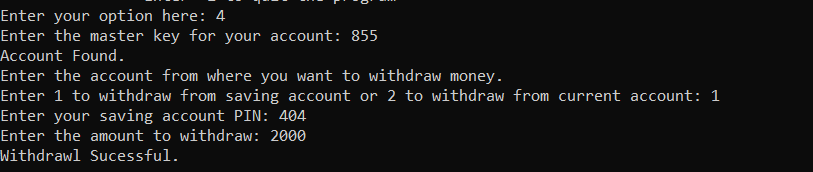 Enter your option here: 4
Enter the master key for your account: 855
Account Found.
Enter the account from where you want to withdraw money.
Enter 1 to withdraw from saving account or 2 to withdraw from current account: 1
Enter your saving account PIN: 404
Enter the amount to withdraw: 2000
Withdrawl Sucessful.